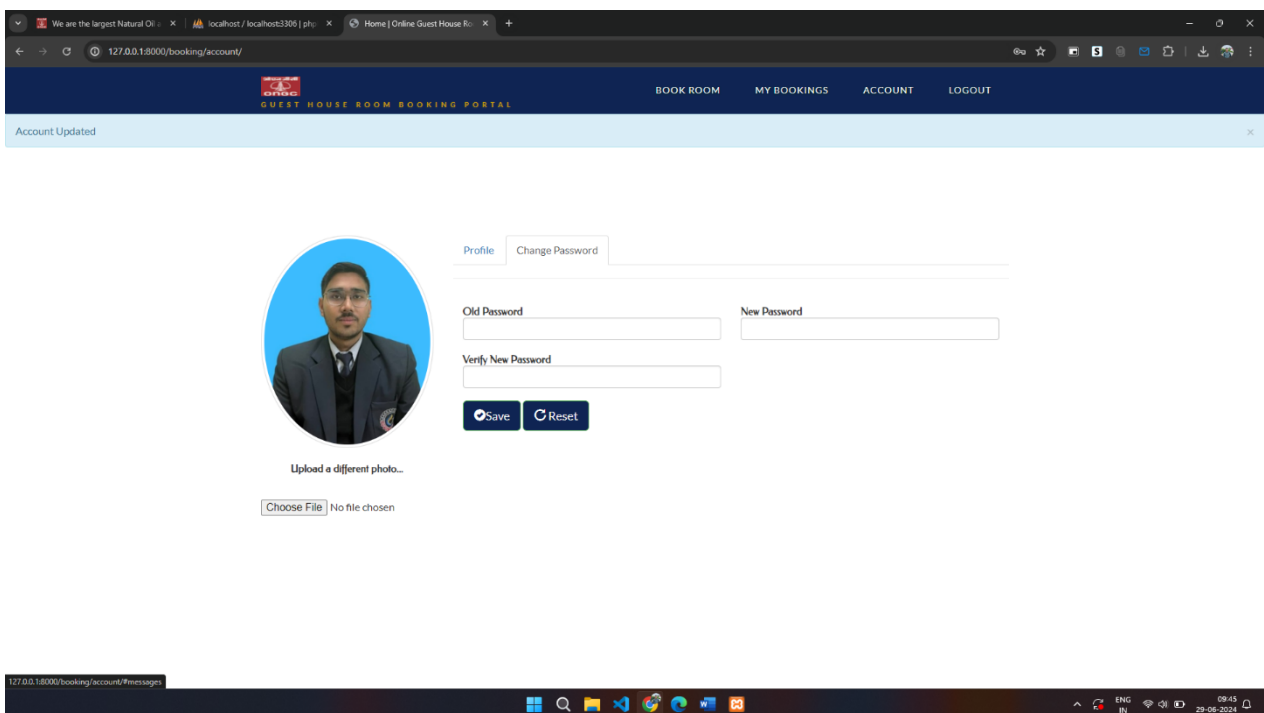 We are the largest Natural Oil a
localhost / localhost:3306 | php
Home | Online Guest House Ro
127.0.0.1:8000/booking/account/
ongc
GUEST HOUSE ROOM BOOKING PORTAL
BOOK ROOM
MY BOOKINGS
ACCOUNT
LOGOUT
Account Updated
Profile
Change Password
Old Password
New Password
Verify New Password
Save
Reset
Upload a different photo...
Choose File No file chosen
127.0.0.1:8000/booking/account/#messages
ENG
IN
09:45
29-06-2024